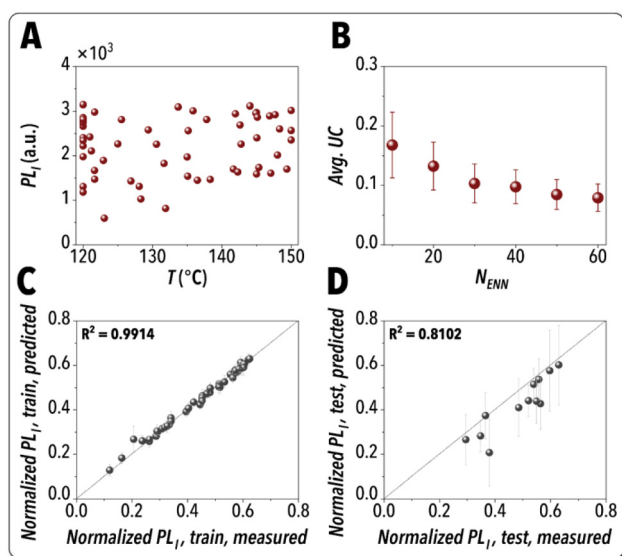 A
× 10³
4
3
2
1
0
PL_I (a.u.)
120
130
140
150
T (°C)
B
0.3
0.2
0.1
0.0
Avg. UC
0
20
40
60
N_ENN
C
R² = 0.9914
0.8
0.6
0.4
0.2
0.0
Normalized PL_I, train, predicted
0.0
0.2
0.4
0.6
0.8
Normalized PL_I, train, measured
D
R² = 0.8102
0.8
0.6
0.4
0.2
0.0
Normalized PL_I, test, predicted
0.0
0.2
0.4
0.6
0.8
Normalized PL_I, test, measured